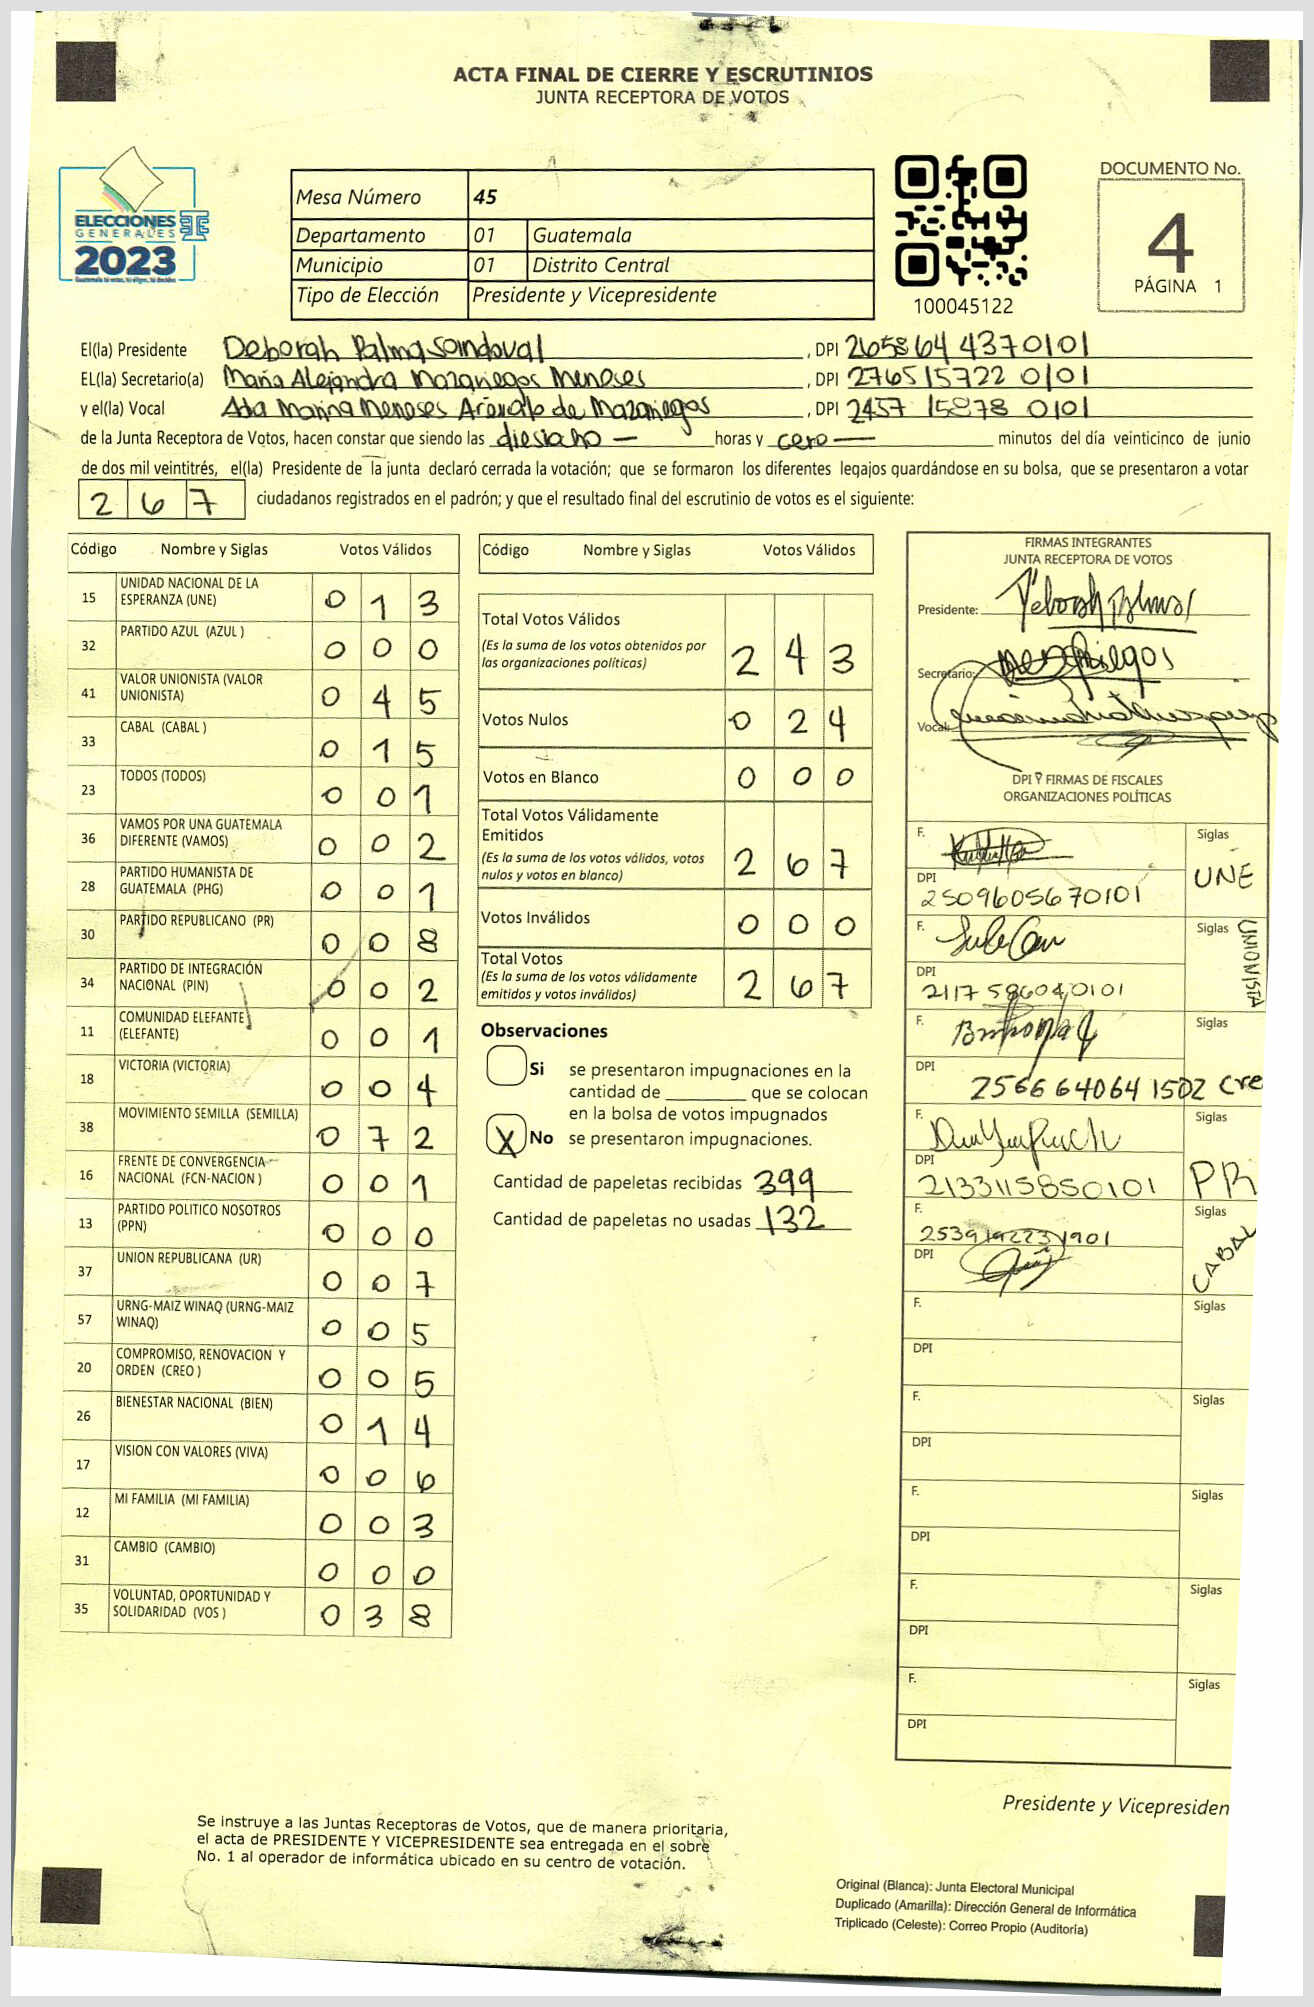 ACTA FINAL DE CIERRE Y ESCRUTINIOS
JUNTA RECEPTORA DE VOTOS
ELECCIONES
GENERALES
2023
Mesa Número 45
Departamento 01 Guatemala
Municipio 01 Distrito Central
Tipo de Elección Presidente y Vicepresidente
100045122
DOCUMENTO No.
4
PÁGINA 1
El(la) Presidente Deborah Palma Sandoval, DPI 2658644370101
EL(la) Secretario(a) Maria Alejandra Mazariegos Meneses, DPI 276515722 0101
y el(la) Vocal Ada Marina Meneses Arévalo de Mazariegos, DPI 2457 15878 0101
de la Junta Receptora de Votos, hacen constar que siendo las diesiocho — horas y cero — minutos del día veinticinco de junio
de dos mil veintitrés, el(la) Presidente de la junta declaró cerrada la votación; que se formaron los diferentes legajos quardándose en su bolsa, que se presentaron a votar
2 6 7 ciudadanos registrados en el padrón; y que el resultado final del escrutinio de votos es el siguiente:
Código Nombre y Siglas Votos Válidos
15 UNIDAD NACIONAL DE LA ESPERANZA (UNE) 0 1 3
32 PARTIDO AZUL (AZUL ) 0 0 0
41 VALOR UNIONISTA (VALOR UNIONISTA) 0 4 5
33 CABAL (CABAL ) 0 1 5
23 TODOS (TODOS) 0 0 1
36 VAMOS POR UNA GUATEMALA DIFERENTE (VAMOS) 0 0 2
28 PARTIDO HUMANISTA DE GUATEMALA (PHG) 0 0 1
30 PARTIDO REPUBLICANO (PR) 0 0 8
34 PARTIDO DE INTEGRACIÓN NACIONAL (PIN) 0 0 2
11 COMUNIDAD ELEFANTE (ELEFANTE) 0 0 1
18 VICTORIA (VICTORIA) 0 0 4
38 MOVIMIENTO SEMILLA (SEMILLA) 0 7 2
16 FRENTE DE CONVERGENCIA NACIONAL (FCN-NACION ) 0 0 1
13 PARTIDO POLITICO NOSOTROS (PPN) 0 0 0
37 UNION REPUBLICANA (UR) 0 0 7
57 URNG-MAIZ WINAQ (URNG-MAIZ WINAQ) 0 0 5
20 COMPROMISO, RENOVACION Y ORDEN (CREO ) 0 0 5
26 BIENESTAR NACIONAL (BIEN) 0 1 4
17 VISION CON VALORES (VIVA) 0 0 6
12 MI FAMILIA (MI FAMILIA) 0 0 3
31 CAMBIO (CAMBIO) 0 0 0
35 VOLUNTAD, OPORTUNIDAD Y SOLIDARIDAD (VOS ) 0 3 8
Código Nombre y Siglas Votos Válidos
Total Votos Válidos
(Es la suma de los votos obtenidos por
las organizaciones políticas) 2 4 3
Votos Nulos 0 2 4
Votos en Blanco 0 0 0
Total Votos Válidamente
Emitidos
(Es la suma de los votos válidos, votos
nulos y votos en blanco) 2 6 7
Votos Inválidos 0 0 0
Total Votos
(Es la suma de los votos válidamente
emitidos y votos inválidos) 2 6 7
Observaciones
Si se presentaron impugnaciones en la
cantidad de ________ que se colocan
en la bolsa de votos impugnados
X No se presentaron impugnaciones.
Cantidad de papeletas recibidas 399
Cantidad de papeletas no usadas 132
FIRMAS INTEGRANTES
JUNTA RECEPTORA DE VOTOS
Presidente:
Secretario:
Vocal:
DPI Y FIRMAS DE FISCALES
ORGANIZACIONES POLÍTICAS
F. Siglas
DPI UNE
2509605670101
F. Siglas UNIONISTA
DPI
2117 586040101
F. Siglas
DPI
2566 64064 1502 Cre
F. Siglas
DPI
2133115850101 PR
F. Siglas
DPI CABAL
F. Siglas
DPI
F. Siglas
DPI
F. Siglas
DPI
F. Siglas
DPI
F. Siglas
DPI
Presidente y Vicepresiden
Se instruye a las Juntas Receptoras de Votos, que de manera prioritaria,
el acta de PRESIDENTE Y VICEPRESIDENTE sea entregada en el sobre
No. 1 al operador de informática ubicado en su centro de votación.
Original (Blanca): Junta Electoral Municipal
Duplicado (Amarilla): Dirección General de Informática
Triplicado (Celeste): Correo Propio (Auditoría)